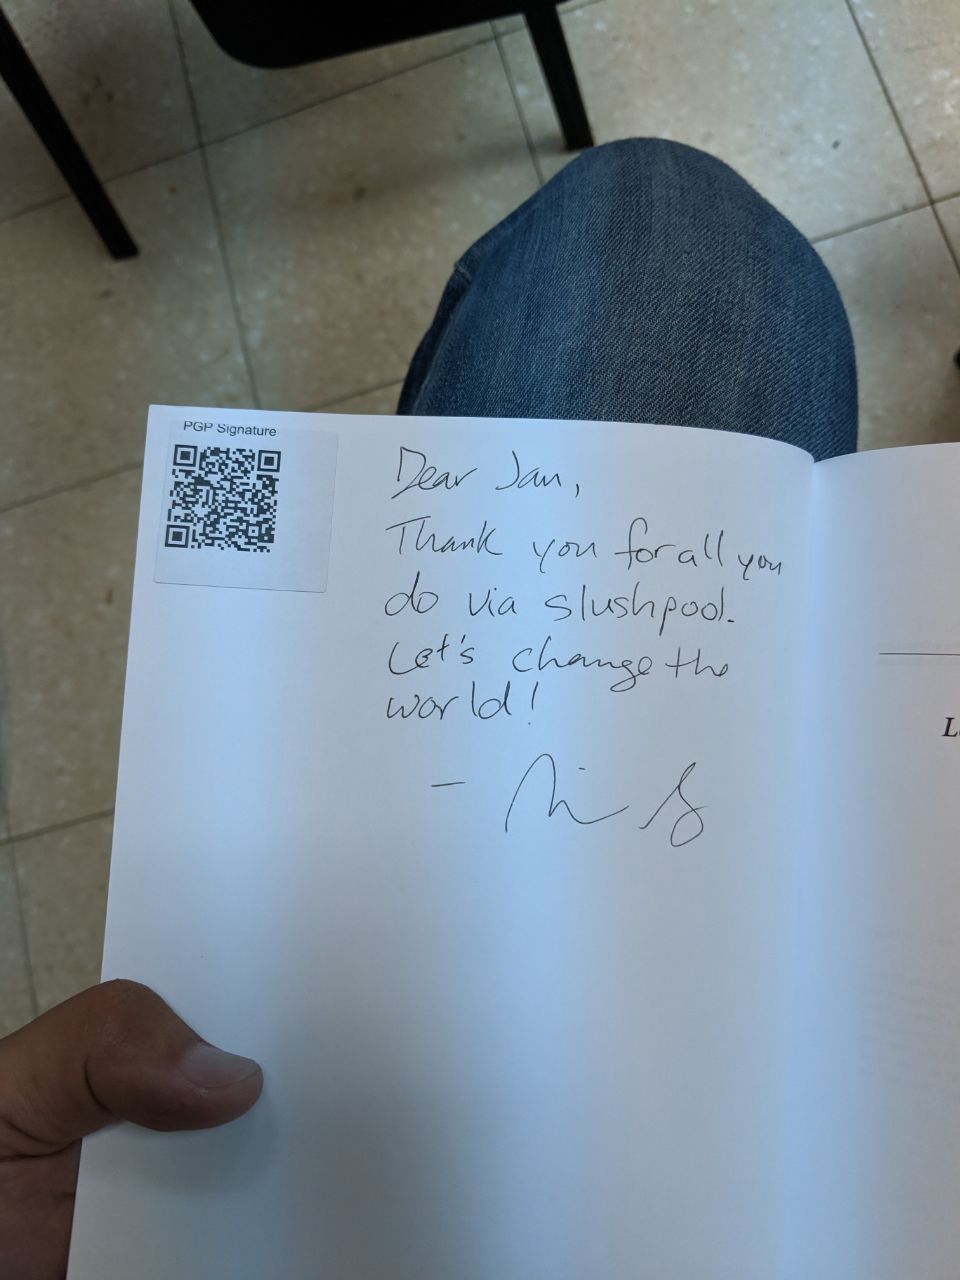 PGP Signature
Dear Jan,
Thank you for all you
do via slushpool.
Let's change the
world!